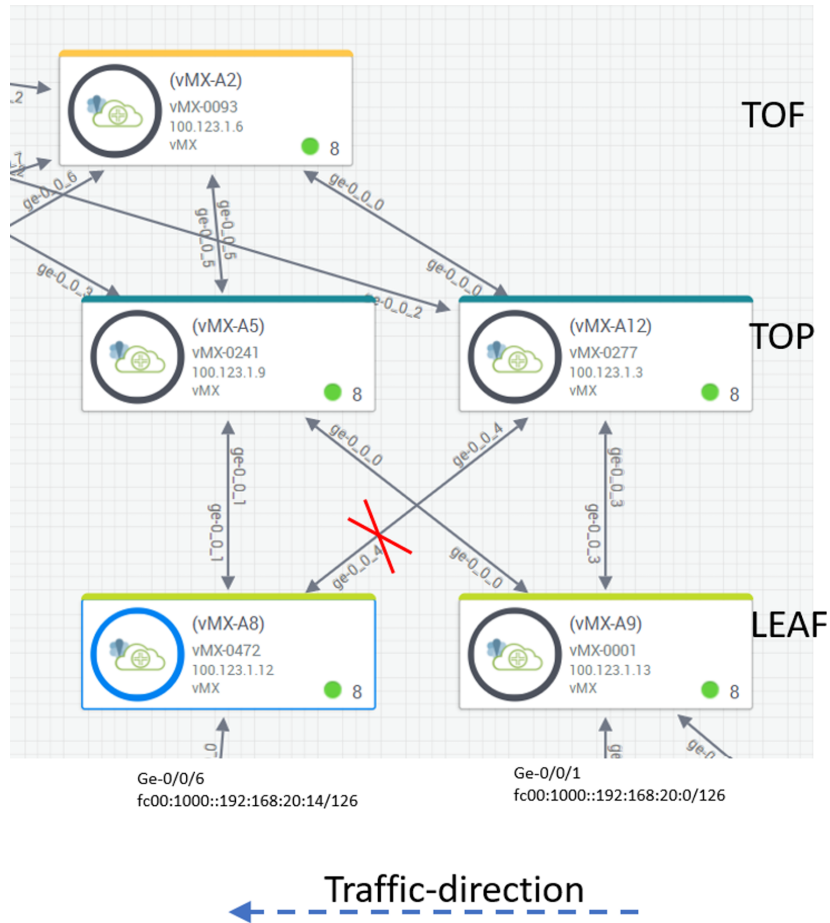 (vMX-A2)
vMX-0093
100.123.1.6
vMX
8
TOF
_2
_7
_2
ge-0_0_6
ge-0_0_5
ge-0_0_5
ge-0_0_0
ge-0_0_0
ge-0_0_3
e-0_0_2
(vMX-A5)
vMX-0241
100.123.1.9
vMX
8
(vMX-A12)
vMX-0277
100.123.1.3
vMX
8
TOP
ge-0_0_1
ge-0_0_1
ge-0_0_0
ge-0_0_0
ge-0_0_4
ge-0_0_4
ge-0_0_3
ge-0_0_3
(vMX-A8)
vMX-0472
100.123.1.12
vMX
8
(vMX-A9)
vMX-0001
100.123.1.13
vMX
8
LEAF
ge
ge-0_
Ge-0/0/6
fc00:1000::192:168:20:14/126
Ge-0/0/1
fc00:1000::192:168:20:0/126
Traffic-direction